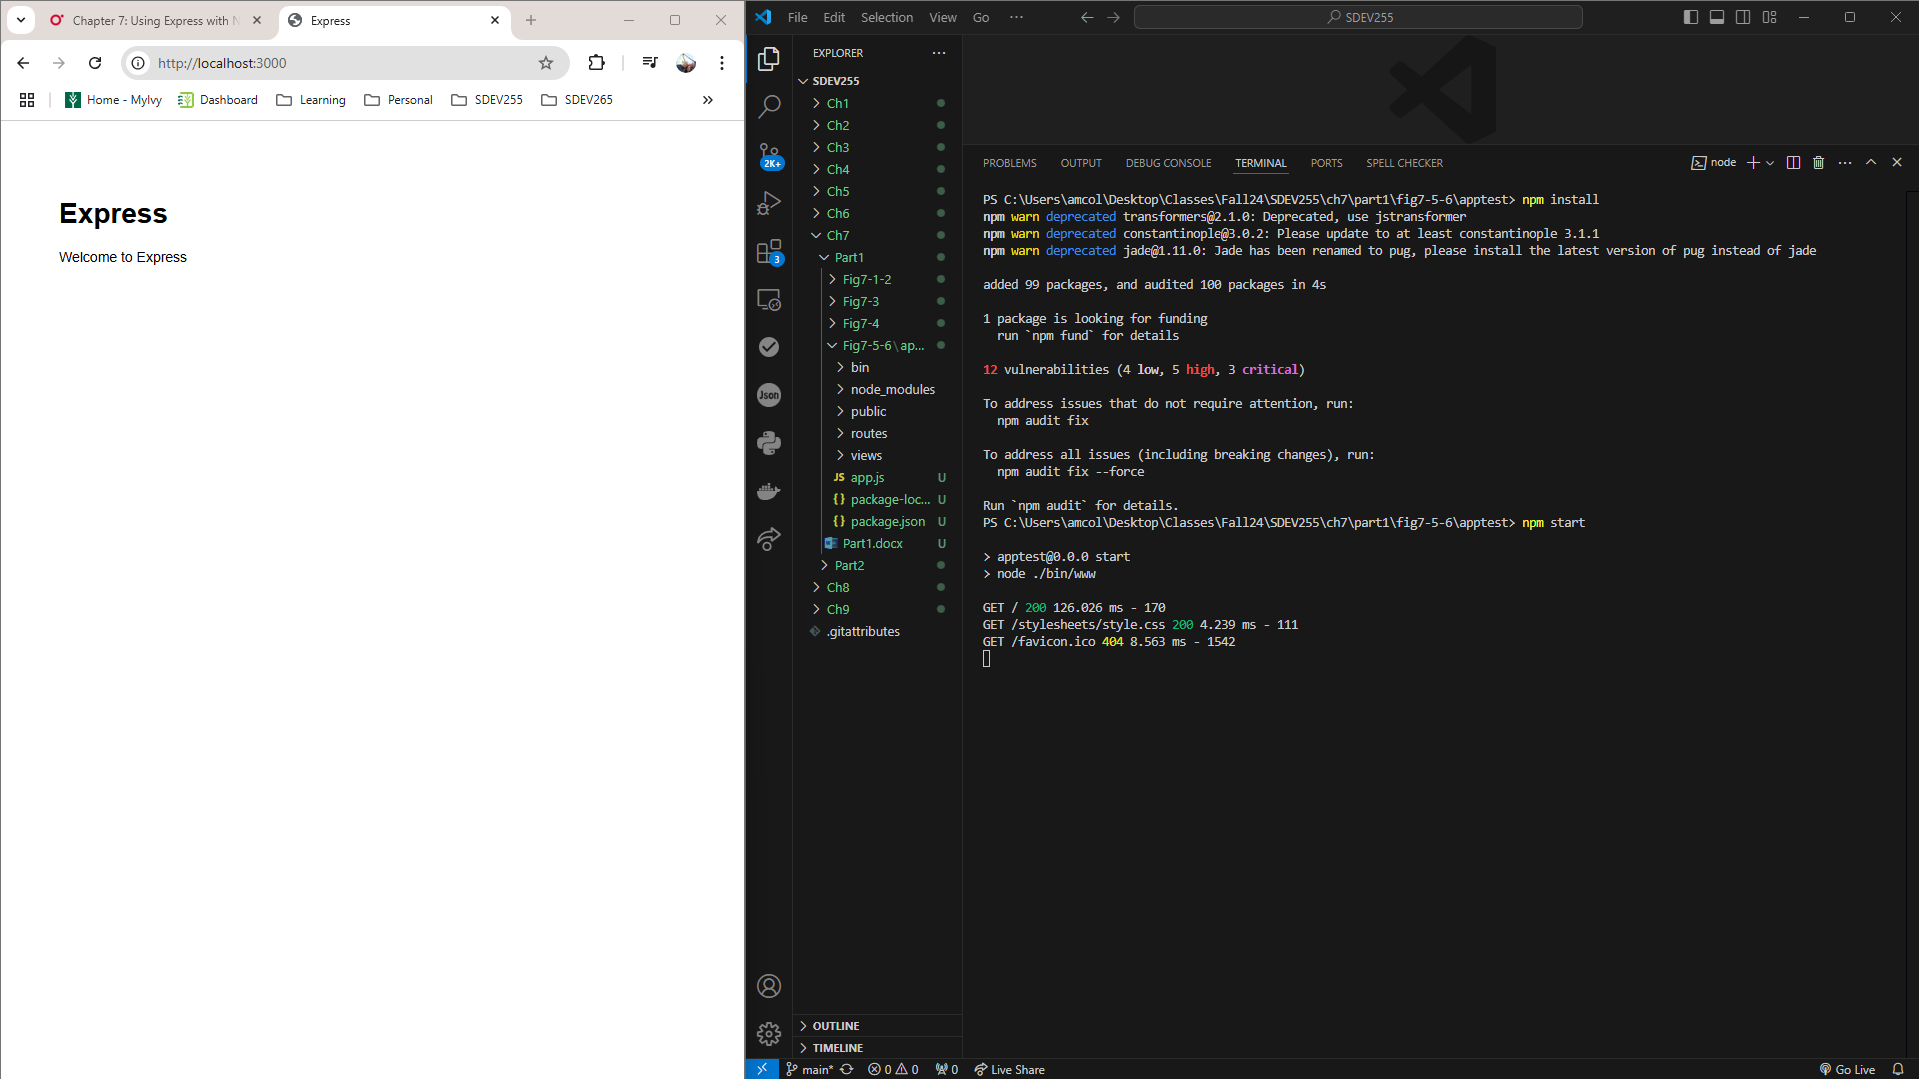 Chapter 7: Using Express with N
Express
http://localhost:3000
Home - MyIvy
Dashboard
Learning
Personal
SDEV255
SDEV265
Express
Welcome to Express
File
Edit
Selection
View
Go
SDEV255
EXPLORER
SDEV255
Ch1
Ch2
Ch3
Ch4
Ch5
Ch6
Ch7
Part1
Fig7-1-2
Fig7-3
Fig7-4
Fig7-5-6\ap...
bin
node_modules
public
routes
views
JS app.js U
{} package-loc... U
{} package.json U
Part1.docx U
Part2
Ch8
Ch9
.gitattributes
OUTLINE
TIMELINE
2K+
3
Json
PROBLEMS
OUTPUT
DEBUG CONSOLE
TERMINAL
PORTS
SPELL CHECKER
node
PS C:\Users\amcol\Desktop\Classes\Fall24\SDEV255\ch7\part1\fig7-5-6\apptest> npm install
npm warn deprecated transformers@2.1.0: Deprecated, use jstransformer
npm warn deprecated constantinople@3.0.2: Please update to at least constantinople 3.1.1
npm warn deprecated jade@1.11.0: Jade has been renamed to pug, please install the latest version of pug instead of jade
added 99 packages, and audited 100 packages in 4s
1 package is looking for funding
run `npm fund` for details
12 vulnerabilities (4 low, 5 high, 3 critical)
To address issues that do not require attention, run:
npm audit fix
To address all issues (including breaking changes), run:
npm audit fix --force
Run `npm audit` for details.
PS C:\Users\amcol\Desktop\Classes\Fall24\SDEV255\ch7\part1\fig7-5-6\apptest> npm start
> apptest@0.0.0 start
> node ./bin/www
GET / 200 126.026 ms - 170
GET /stylesheets/style.css 200 4.239 ms - 111
GET /favicon.ico 404 8.563 ms - 1542
main*
0
0
0
Live Share
Go Live